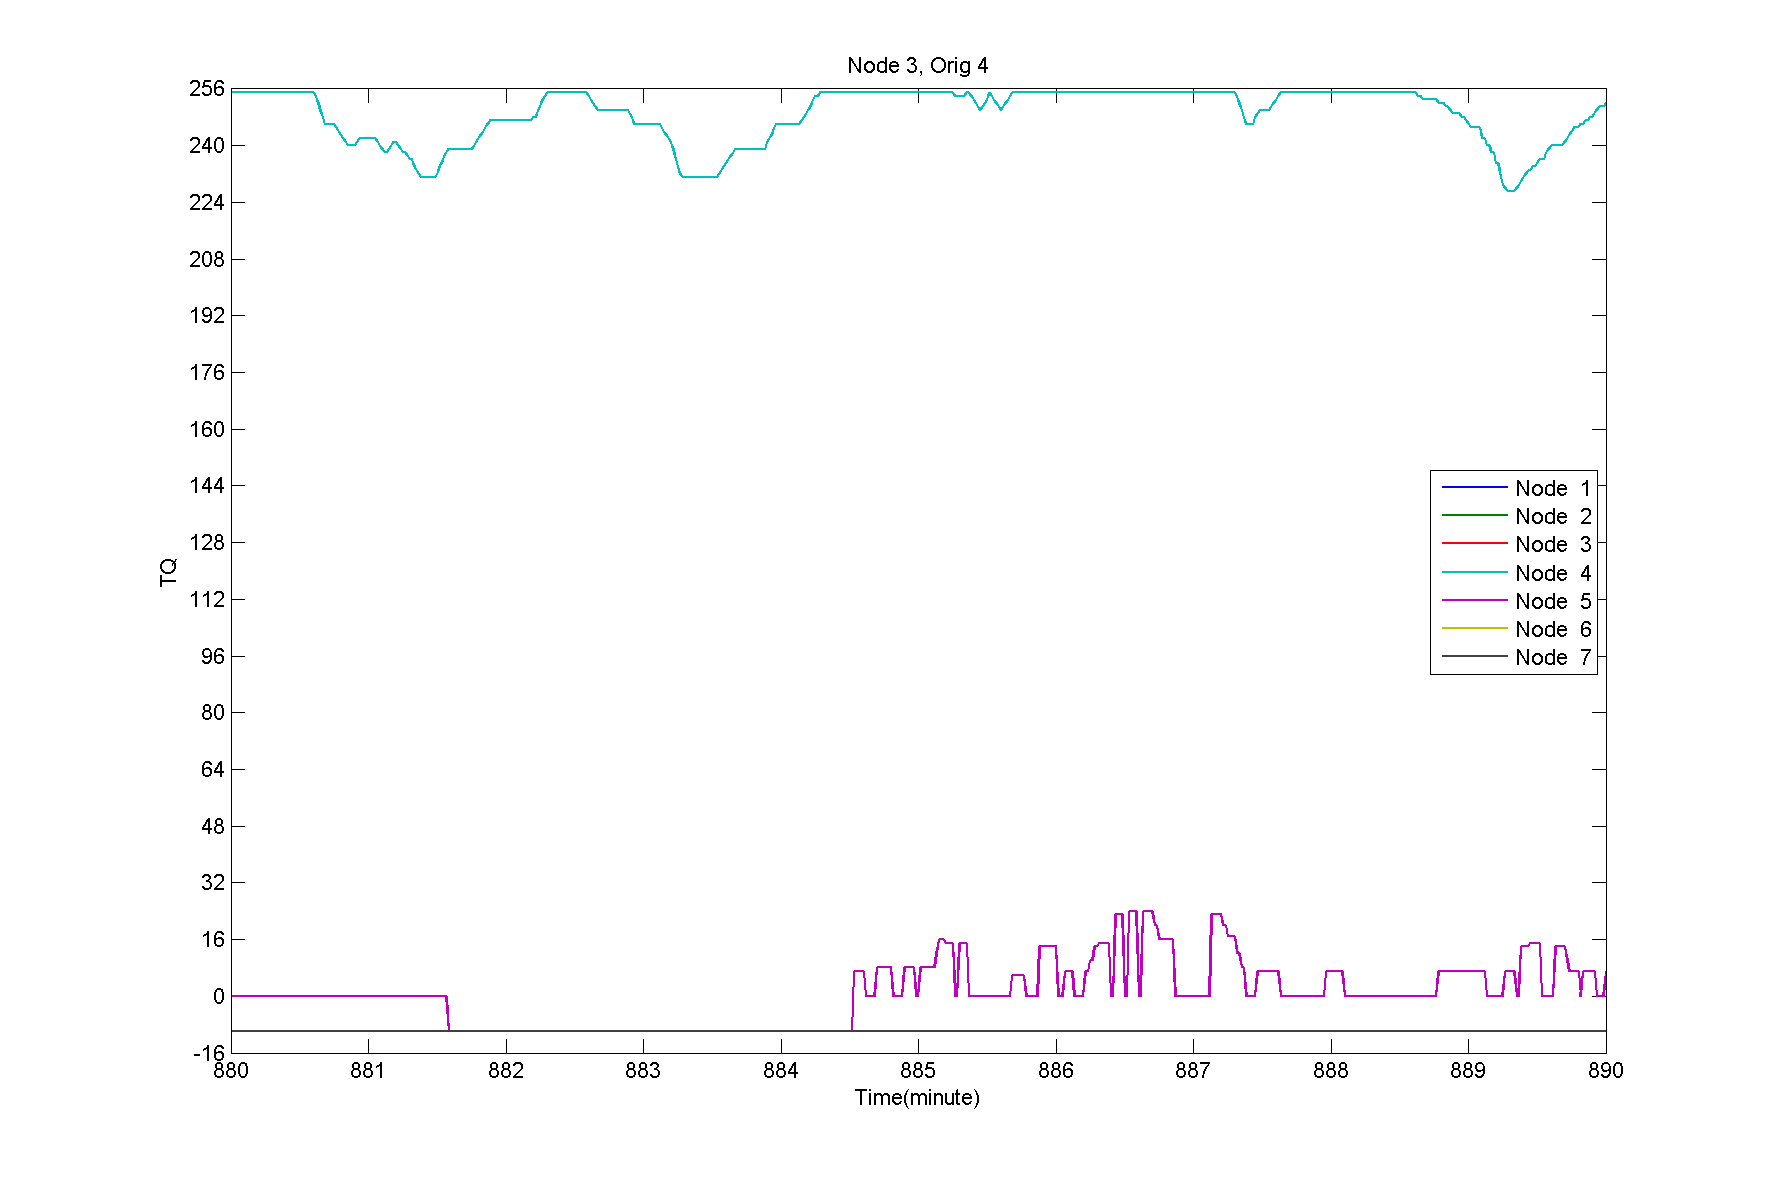 Node 3, Orig 4
256
240
224
208
192
176
160
144
128
112
96
80
64
48
32
16
0
-16
TQ
Node 1
Node 2
Node 3
Node 4
Node 5
Node 6
Node 7
880 881 882 883 884 885 886 887 888 889 890
Time(minute)